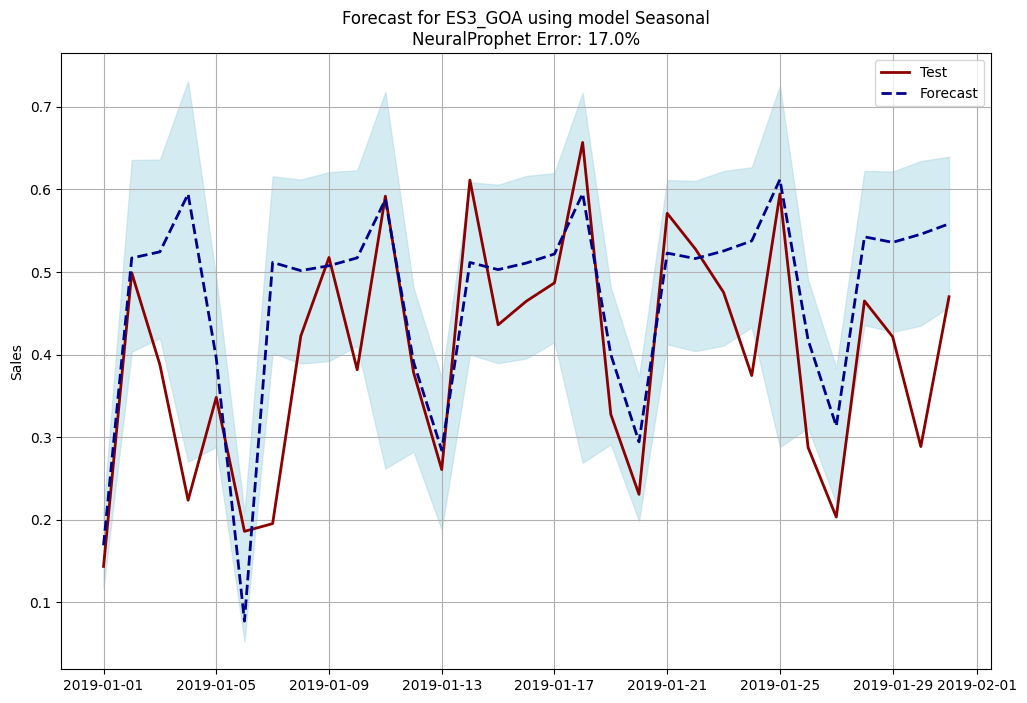 Forecast for ES3_GOA using model Seasonal
NeuralProphet Error: 17.0%
Test
Forecast
Sales
0.7
0.6
0.5
0.4
0.3
0.2
0.1
2019-01-01 2019-01-05 2019-01-09 2019-01-13 2019-01-17 2019-01-21 2019-01-25 2019-01-29 2019-02-01